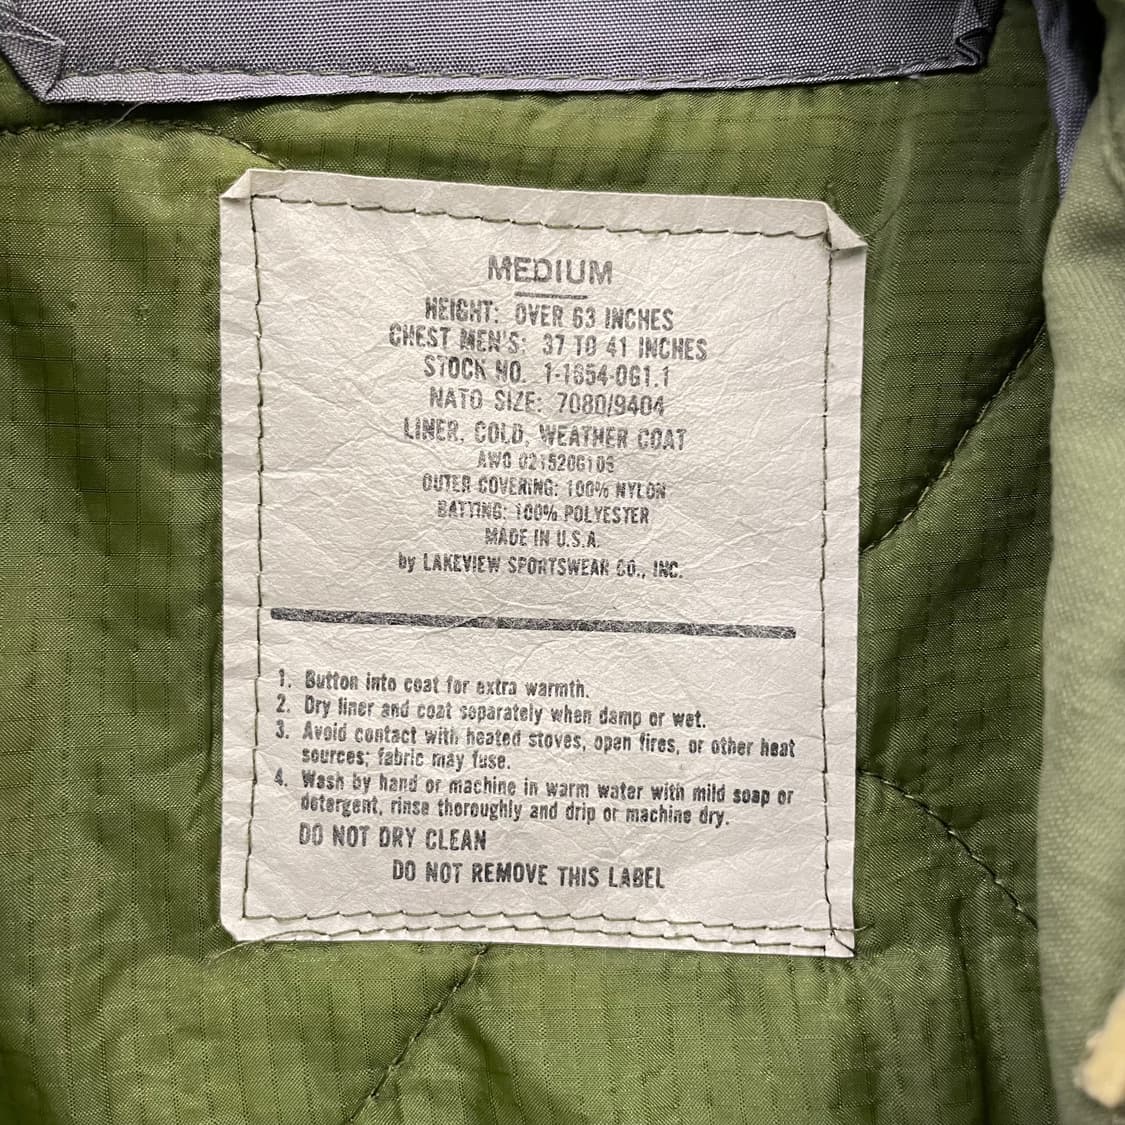 MEDIUM
HEIGHT: OVER 63 INCHES
CHEST MEN'S: 37 TO 41 INCHES
STOCK NO. 1-1654-OG1.1
NATO SIZE: 7080/9404
LINER, COLD, WEATHER COAT
AWC
OUTER COVERING: 100% NYLON
BATTING: 100% POLYESTER
MADE IN U.S.A.
by LAKEVIEW SPORTSWEAR CO., INC.
1. Button into coat for extra warmth.
2. Dry liner and coat separately when damp or wet.
3. Avoid contact with heated stoves, open fires, or other heat
sources; fabric may fuse.
4. Wash by hand or machine in warm water with mild soap or
detergent, rinse thoroughly and drip or machine dry.
DO NOT DRY CLEAN
DO NOT REMOVE THIS LABEL